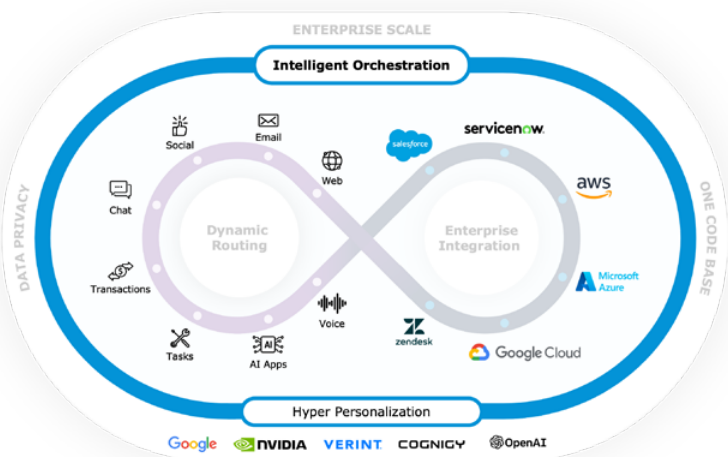 ENTERPRISE SCALE
Intelligent Orchestration
DATA PRIVACY
ONE CODE BASE
Social
Email
Web
Chat
Transactions
Tasks
AI
AI Apps
Voice
Dynamic
Routing
salesforce
servicenow
aws
Microsoft
Azure
Google Cloud
zendesk
Enterprise
Integration
Hyper Personalization
Google NVIDIA VERINT COGNIGY OpenAI